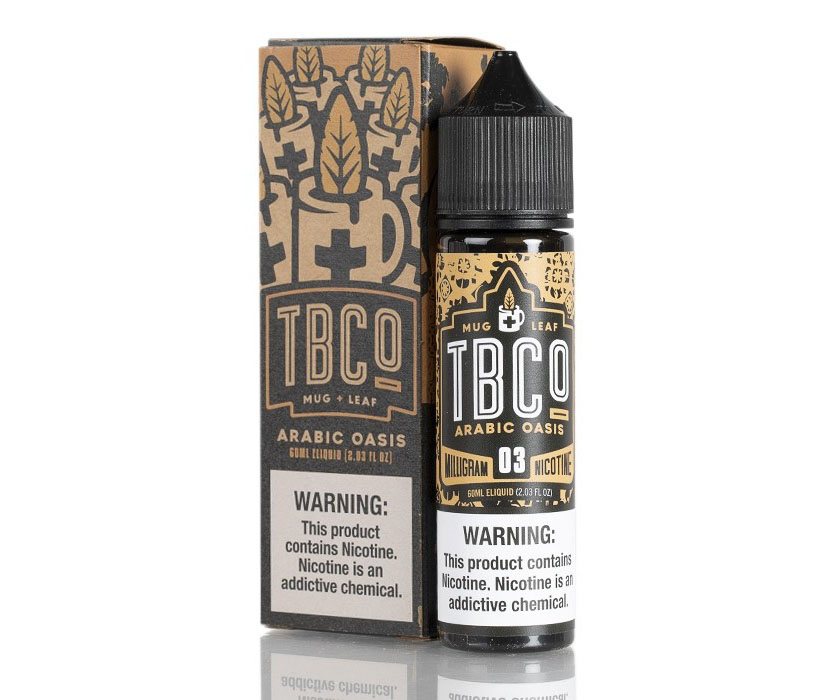 TBCo
MUG + LEAF
ARABIC OASIS
60ML ELIQUID (2.03 FL OZ)
WARNING:
This product
contains Nicotine.
Nicotine is an
addictive chemical.
MUG LEAF
TBCo
ARABIC OASIS
MILLIGRAM 03 NICOTINE
60ML ELIQUID (2.03 FL OZ)
WARNING:
This product contains
Nicotine. Nicotine is an
addictive chemical.